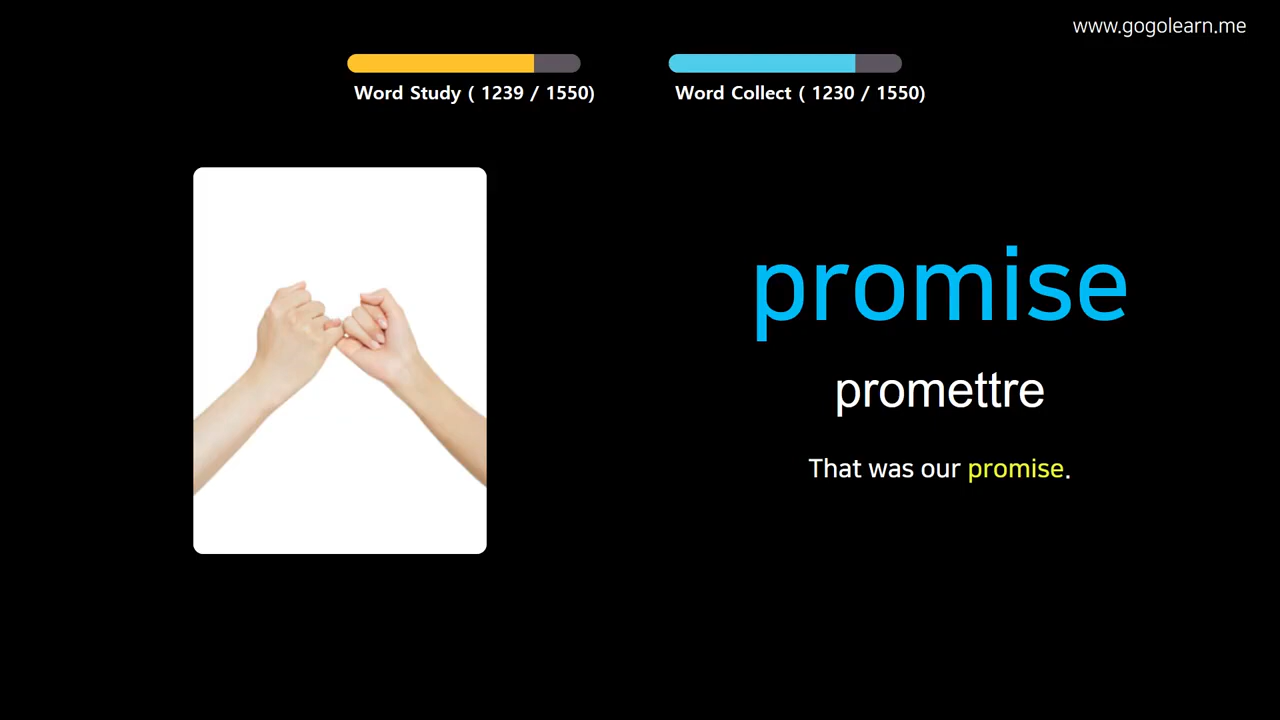 www.gogolearn.me
Word Study ( 1239 / 1550)
Word Collect ( 1230 / 1550)
promise
promettre
That was our promise.